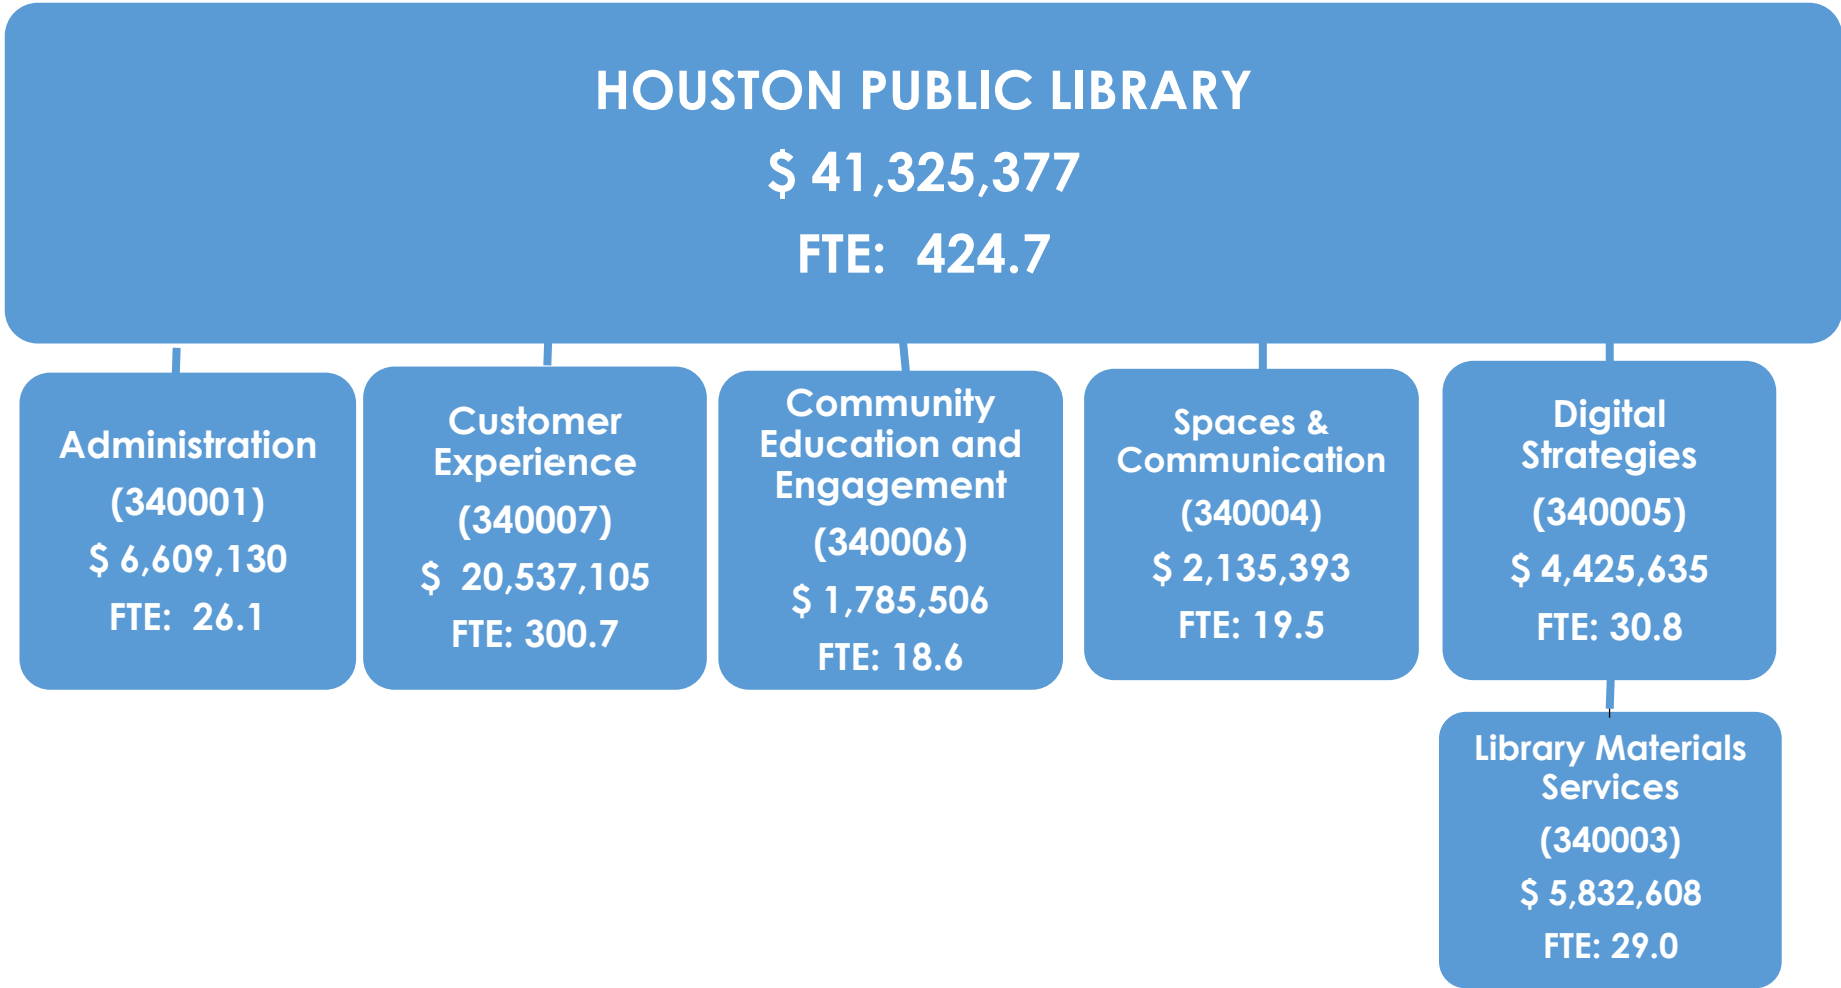 HOUSTON PUBLIC LIBRARY
$ 41,325,377
FTE:  424.7
Administration
(340001)
$ 6,609,130
FTE:  26.1
Customer
Experience
(340007)
$  20,537,105
FTE: 300.7
Community
Education and
Engagement
(340006)
$ 1,785,506
FTE: 18.6
Spaces &
Communication
(340004)
$ 2,135,393
FTE: 19.5
Digital
Strategies
(340005)
$ 4,425,635
FTE: 30.8
Library Materials
Services
(340003)
$ 5,832,608
FTE: 29.0